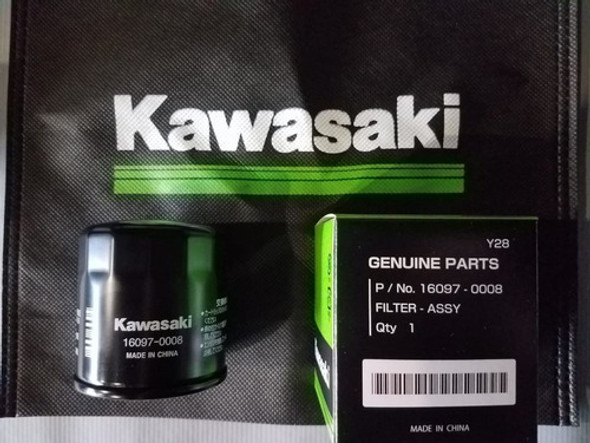 Kawasaki
Kawasaki
16097-0008
MADE IN CHINA
Y28
GENUINE PARTS
P / No. 16097 - 0008
FILTER - ASSY
Qty 1
MADE IN CHINA